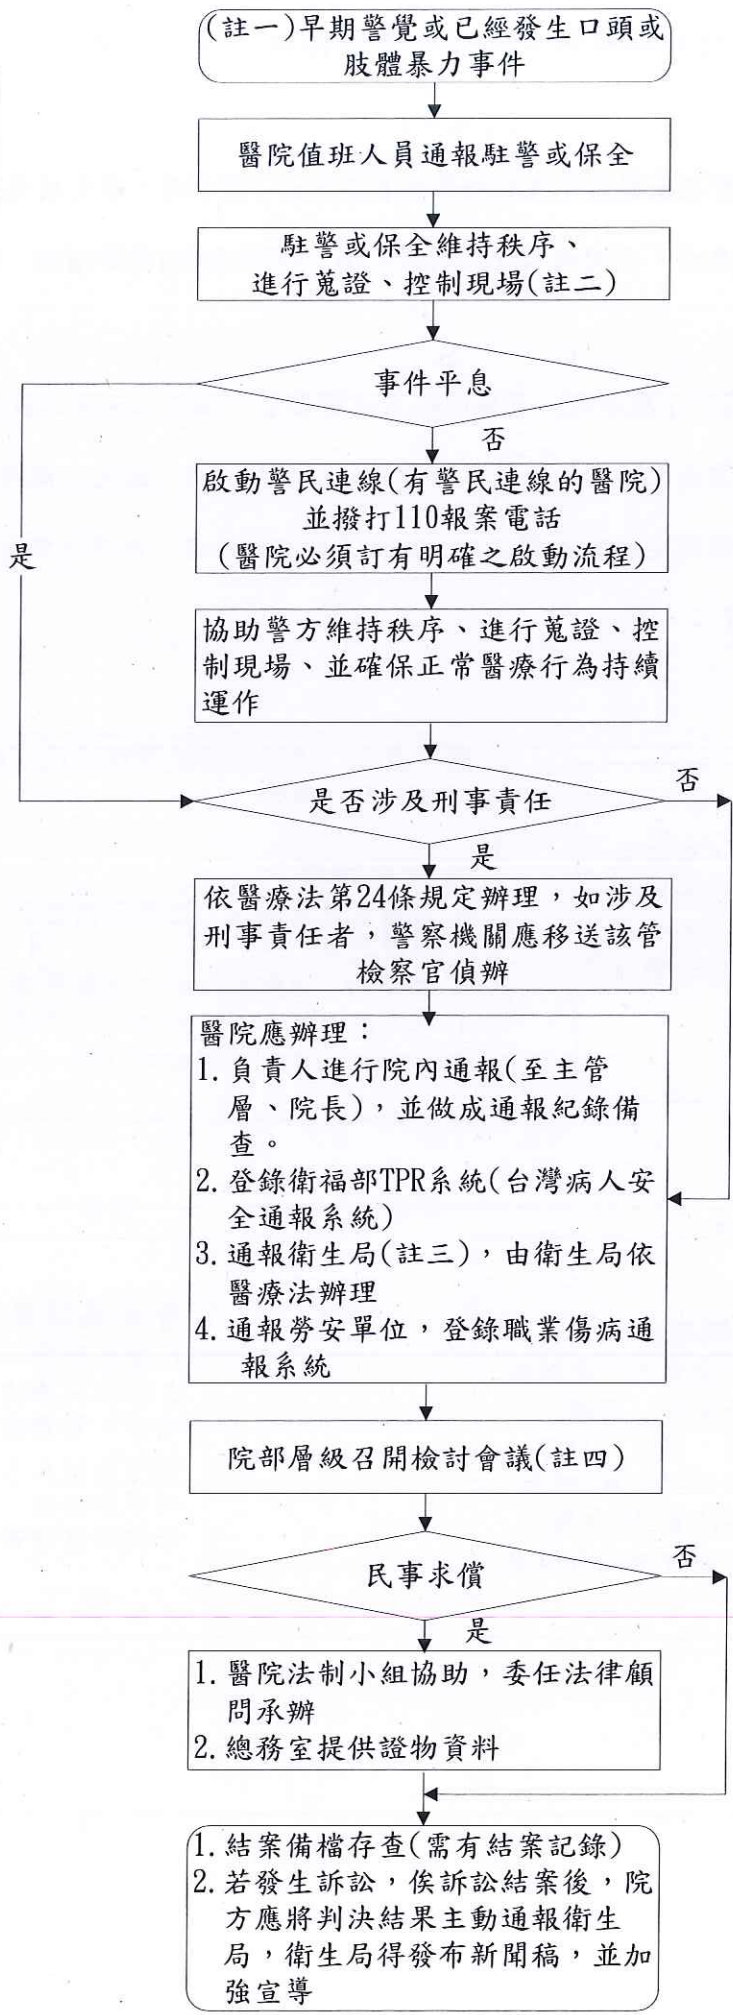 (註一)早期警覺或已經發生口頭或
肢體暴力事件
醫院值班人員通報駐警或保全
駐警或保全維持秩序、
進行蒐證、控制現場(註二)
事件平息
否
是
啟動警民連線(有警民連線的醫院)
並撥打110報案電話
(醫院必須訂有明確之啟動流程)
協助警方維持秩序、進行蒐證、控
制現場、並確保正常醫療行為持續
運作
是否涉及刑事責任
否
是
依醫療法第24條規定辦理，如涉及
刑事責任者，警察機關應移送該管
檢察官偵辦
醫院應辦理：
1.負責人進行院內通報(至主管
層、院長)，並做成通報紀錄備
查。
2.登錄衛福部TPR系統(台灣病人安
全通報系統)
3.通報衛生局(註三)，由衛生局依
醫療法辦理
4.通報勞安單位，登錄職業傷病通
報系統
院部層級召開檢討會議(註四)
民事求償
否
是
1.醫院法制小組協助，委任法律顧
問承辦
2.總務室提供證物資料
1.結案備檔存查(需有結案記錄)
2.若發生訴訟，俟訴訟結案後，院
方應將判決結果主動通報衛生
局，衛生局得發布新聞稿，並加
強宣導